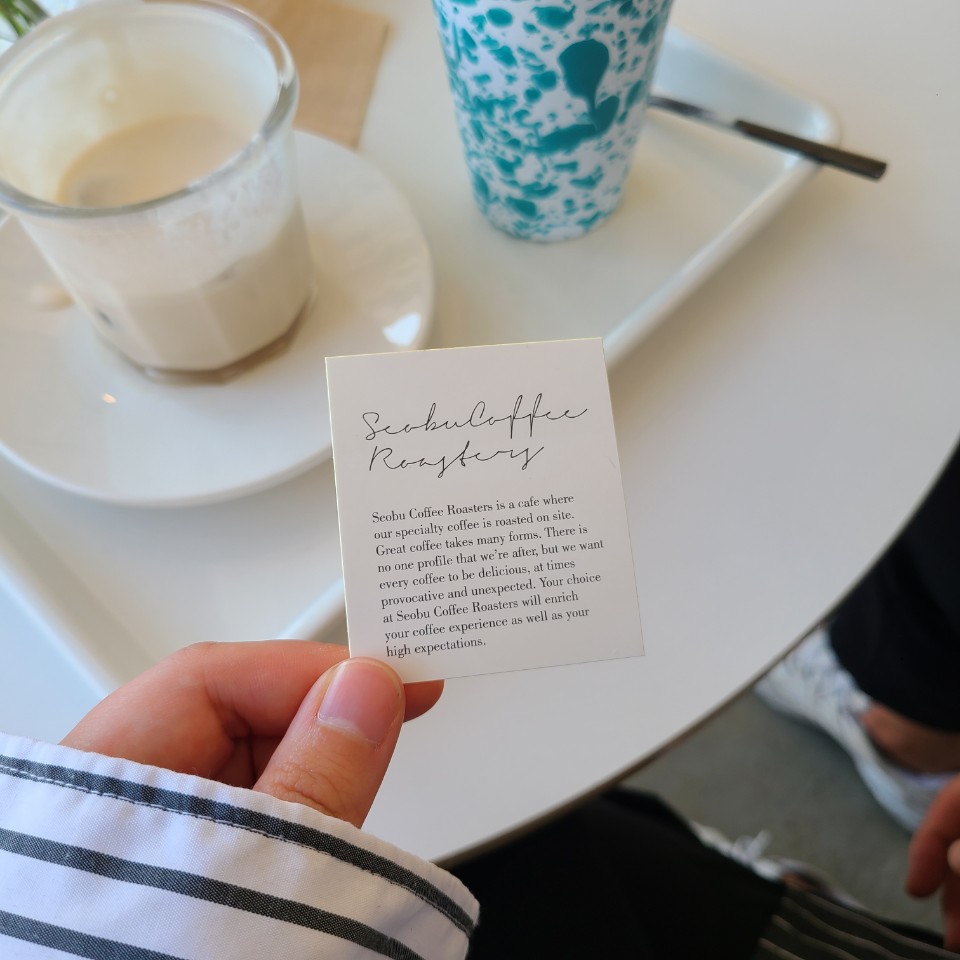 SeobuCoffee
Roastery
Seobu Coffee Roasters is a cafe where
our specialty coffee is roasted on site.
Great coffee takes many forms. There is
no one profile that we're after, but we want
every coffee to be delicious, at times
provocative and unexpected. Your choice
at Seobu Coffee Roasters will enrich
your coffee experience as well as your
high expectations.